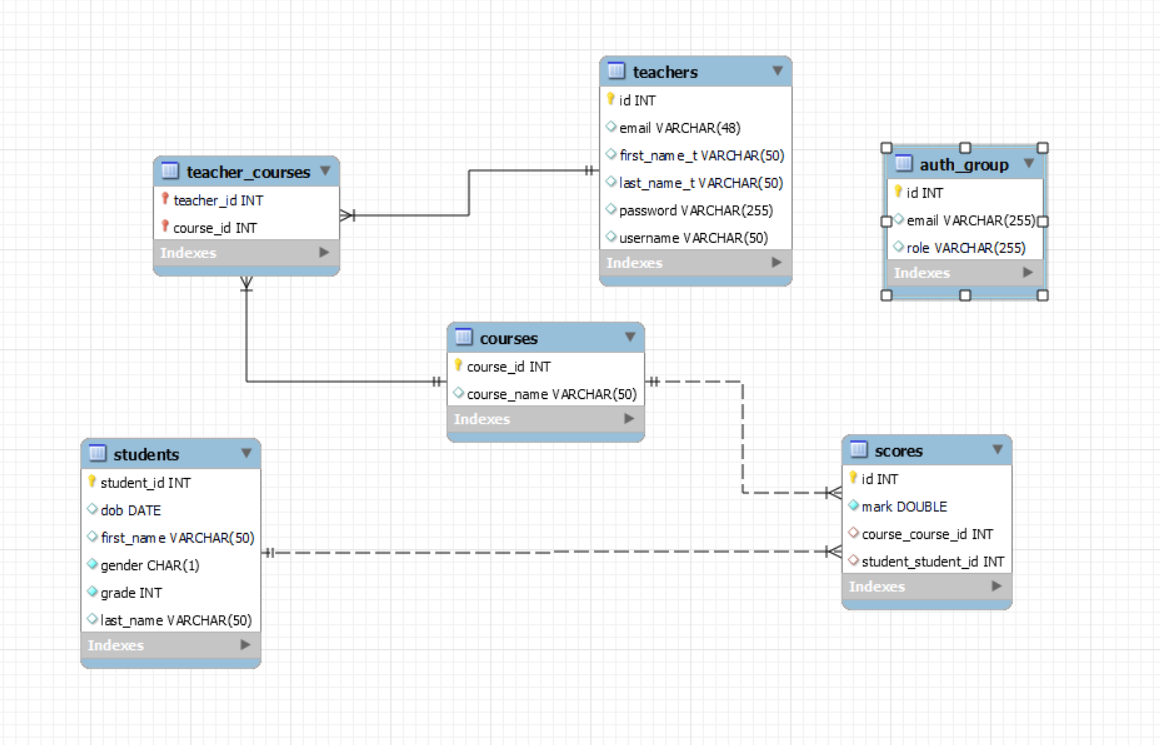 teachers
id INT
email VARCHAR(48)
first_name_t VARCHAR(50)
last_name_t VARCHAR(50)
password VARCHAR(255)
username VARCHAR(50)
Indexes
auth_group
id INT
email VARCHAR(255)
role VARCHAR(255)
Indexes
teacher_courses
teacher_id INT
course_id INT
Indexes
courses
course_id INT
course_name VARCHAR(50)
Indexes
students
student_id INT
dob DATE
first_name VARCHAR(50)
gender CHAR(1)
grade INT
last_name VARCHAR(50)
Indexes
scores
id INT
mark DOUBLE
course_course_id INT
student_student_id INT
Indexes